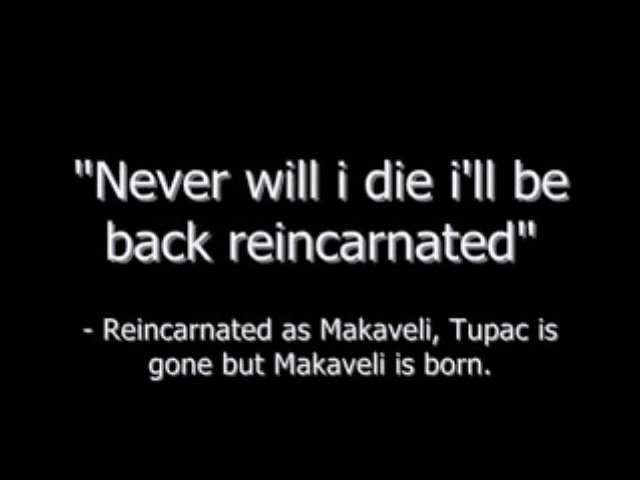 "Never will i die i'll be
back reincarnated"
- Reincarnated as Makaveli, Tupac is
gone but Makaveli is born.